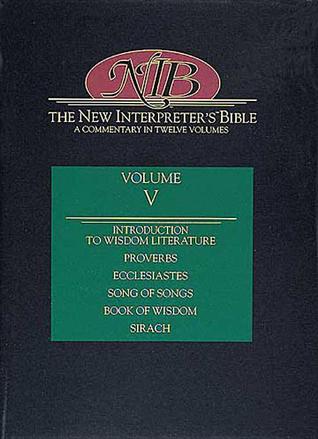 NIB
THE NEW INTERPRETER'S BIBLE
A COMMENTARY IN TWELVE VOLUMES
VOLUME
V
INTRODUCTION
TO WISDOM LITERATURE
PROVERBS
ECCLESIASTES
SONG OF SONGS
BOOK OF WISDOM
SIRACH